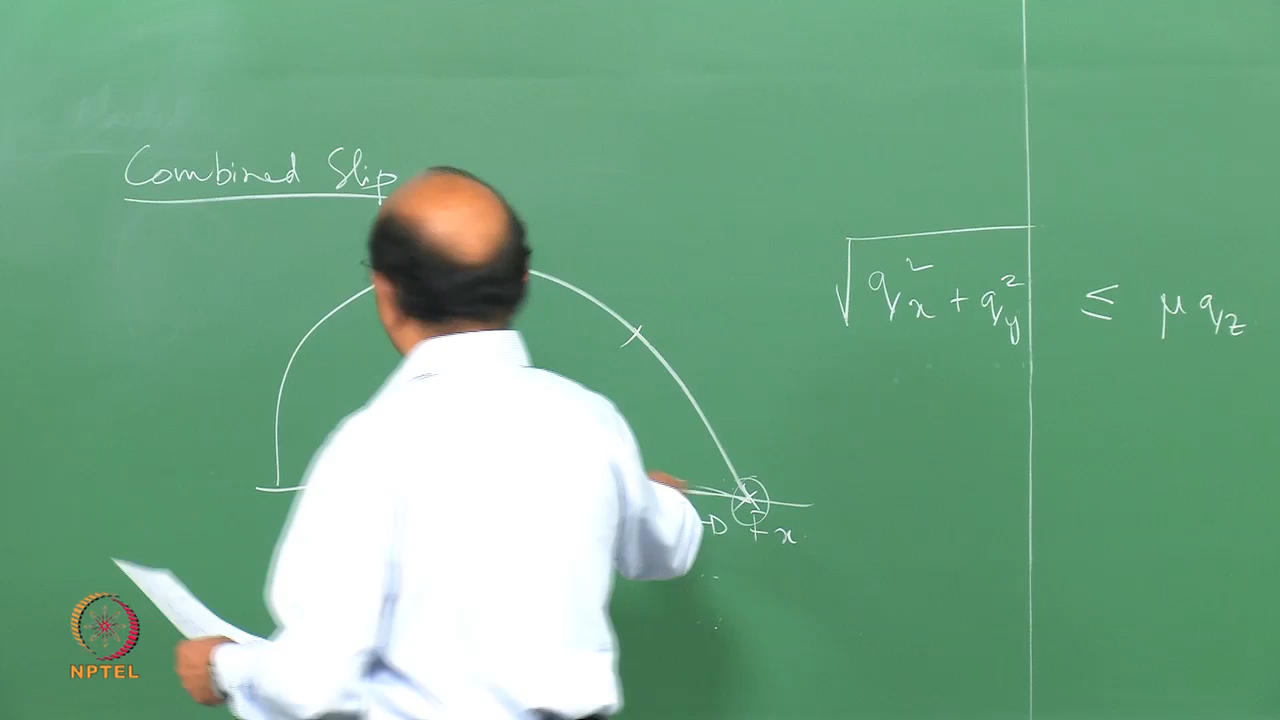 Combined Slip
√(q_x² + q_y²) ≤ μ q_z
F x
NPTEL